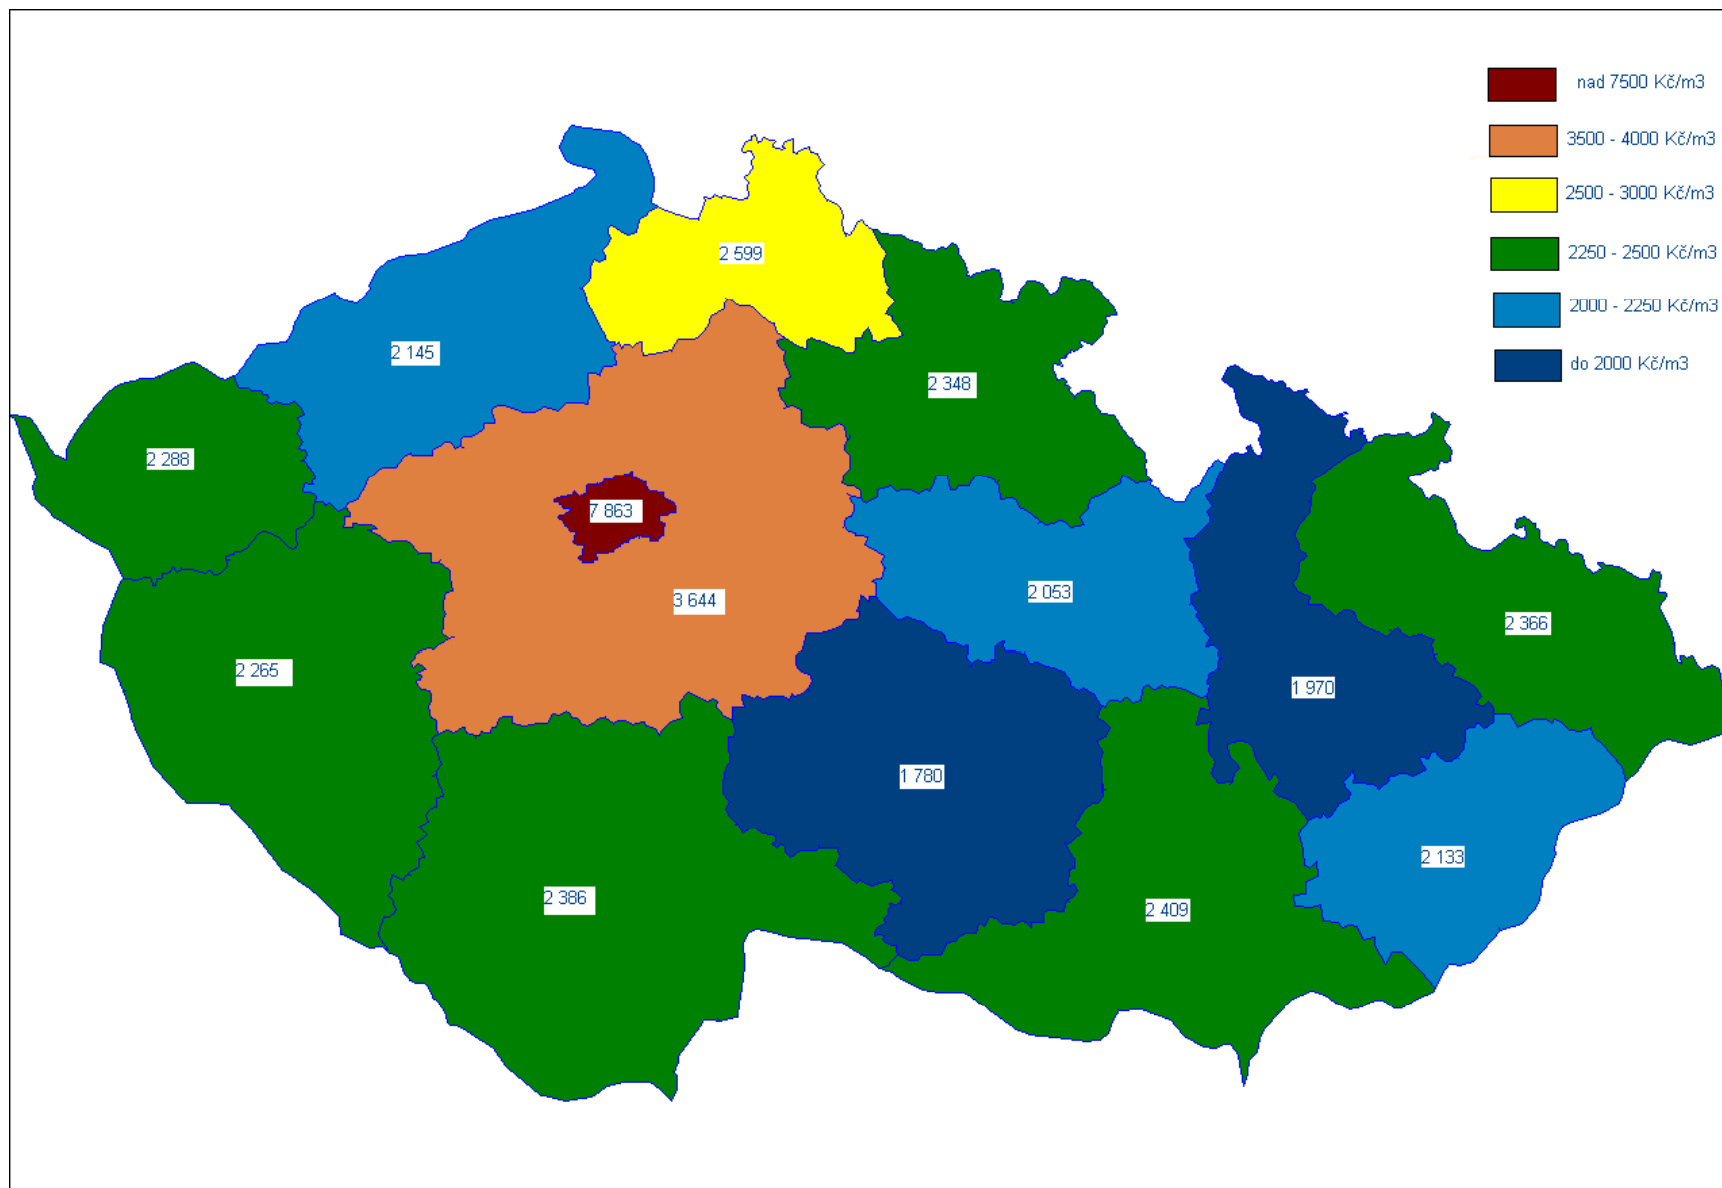 nad 7500 Kč/m3
3500 - 4000 Kč/m3
2500 - 3000 Kč/m3
2250 - 2500 Kč/m3
2000 - 2250 Kč/m3
do 2000 Kč/m3
2 599
2 145
2 348
2 288
7 863
2 053
3 644
2 366
2 265
1 970
1 780
2 133
2 386
2 409